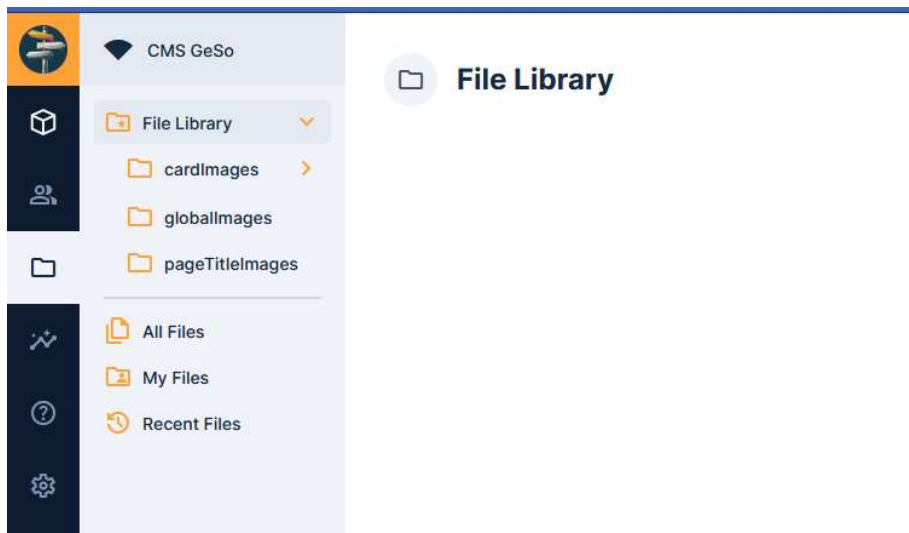 CMS GeSo
File Library
File Library
cardImages
globalImages
pageTitleImages
All Files
My Files
Recent Files